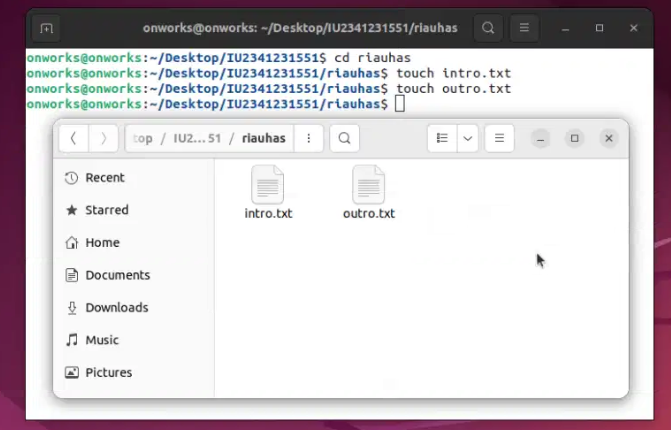 onworks@onworks: ~/Desktop/IU2341231551/riauhas
onworks@onworks:~/Desktop/IU2341231551$ cd riauhas
onworks@onworks:~/Desktop/IU2341231551/riauhas$ touch intro.txt
onworks@onworks:~/Desktop/IU2341231551/riauhas$ touch outro.txt
onworks@onworks:~/Desktop/IU2341231551/riauhas$
top / IU2…51 / riauhas
Recent
Starred
Home
Documents
Downloads
Music
Pictures
intro.txt
outro.txt